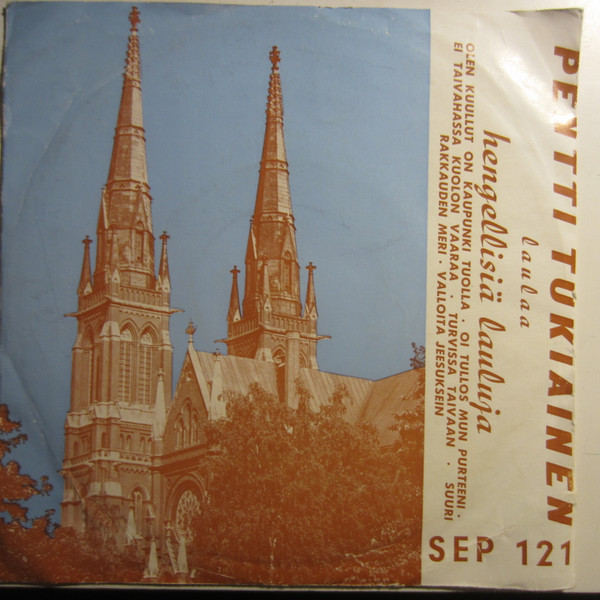 PENTTI TUKIAINEN
laulaa
hengellisiä lauluja
OLEN KUULLUT ON KAUPUNKI TUOLLA · OI TULLOS MUN PURTEENI ·
EI TAIVAHASSA KUOLON VAARAA · TURVISSA TAIVAAN · SUURI
RAKKAUDEN MERI · VALLOITA JEESUKSEIN
SEP 121